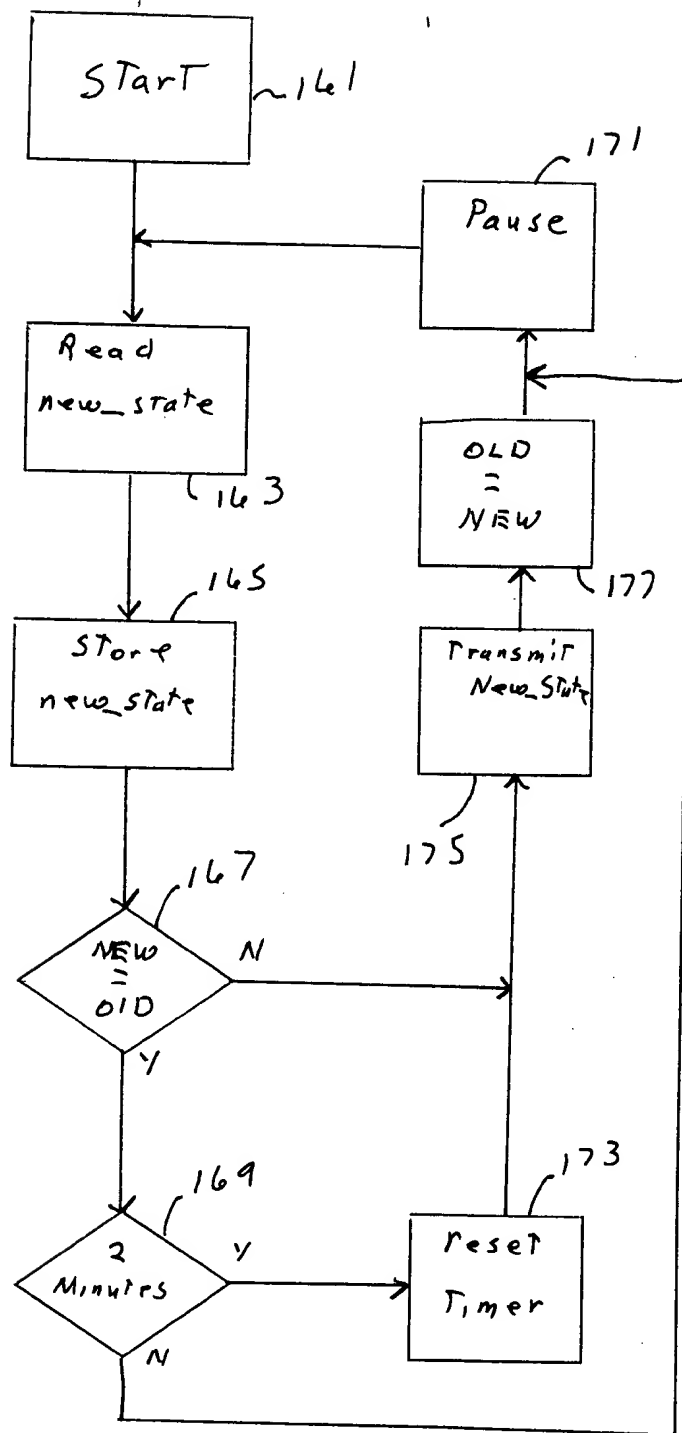 START
161
171
Pause
Read
new_state
163
OLD
=
NEW
177
165
Store
new_state
Transmit
New_State
175
167
NEW
=
OLD
N
Y
169
2
Minutes
Y
N
173
reset
Timer